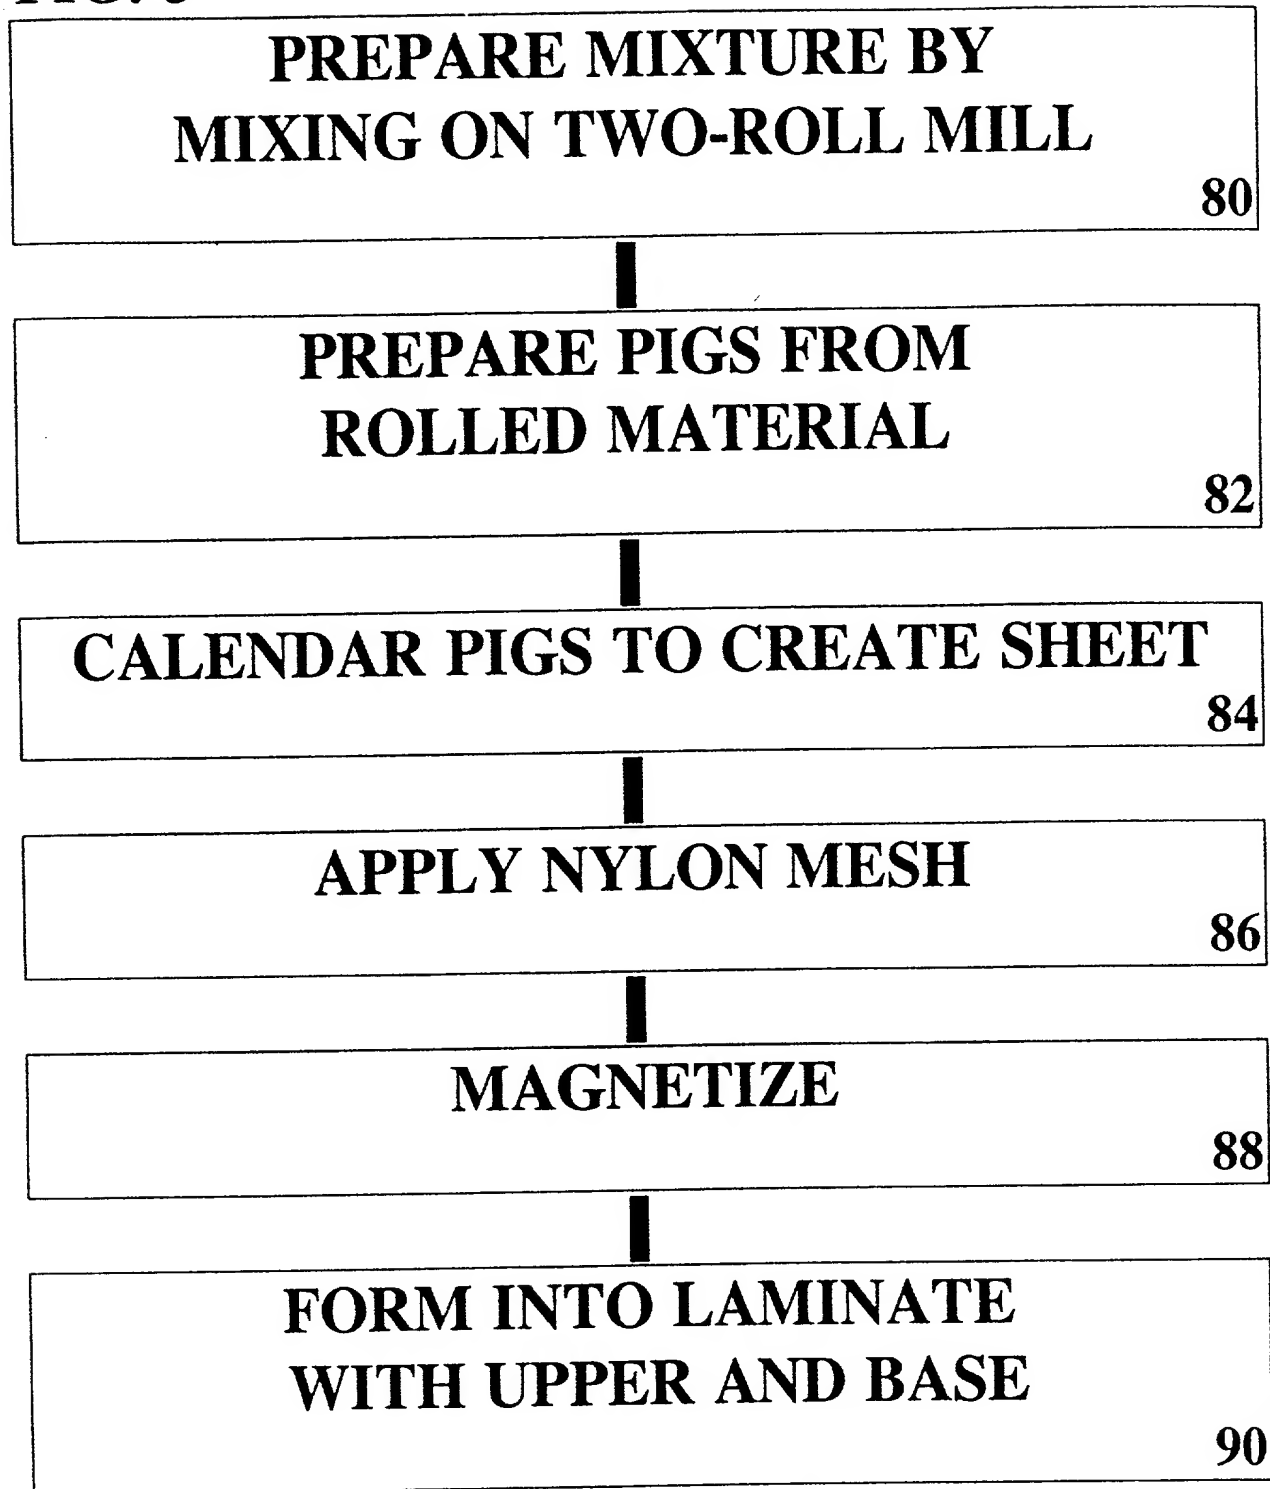 PREPARE MIXTURE BY
MIXING ON TWO-ROLL MILL
80
PREPARE PIGS FROM
ROLLED MATERIAL
82
CALENDAR PIGS TO CREATE SHEET
84
APPLY NYLON MESH
86
MAGNETIZE
88
FORM INTO LAMINATE
WITH UPPER AND BASE
90